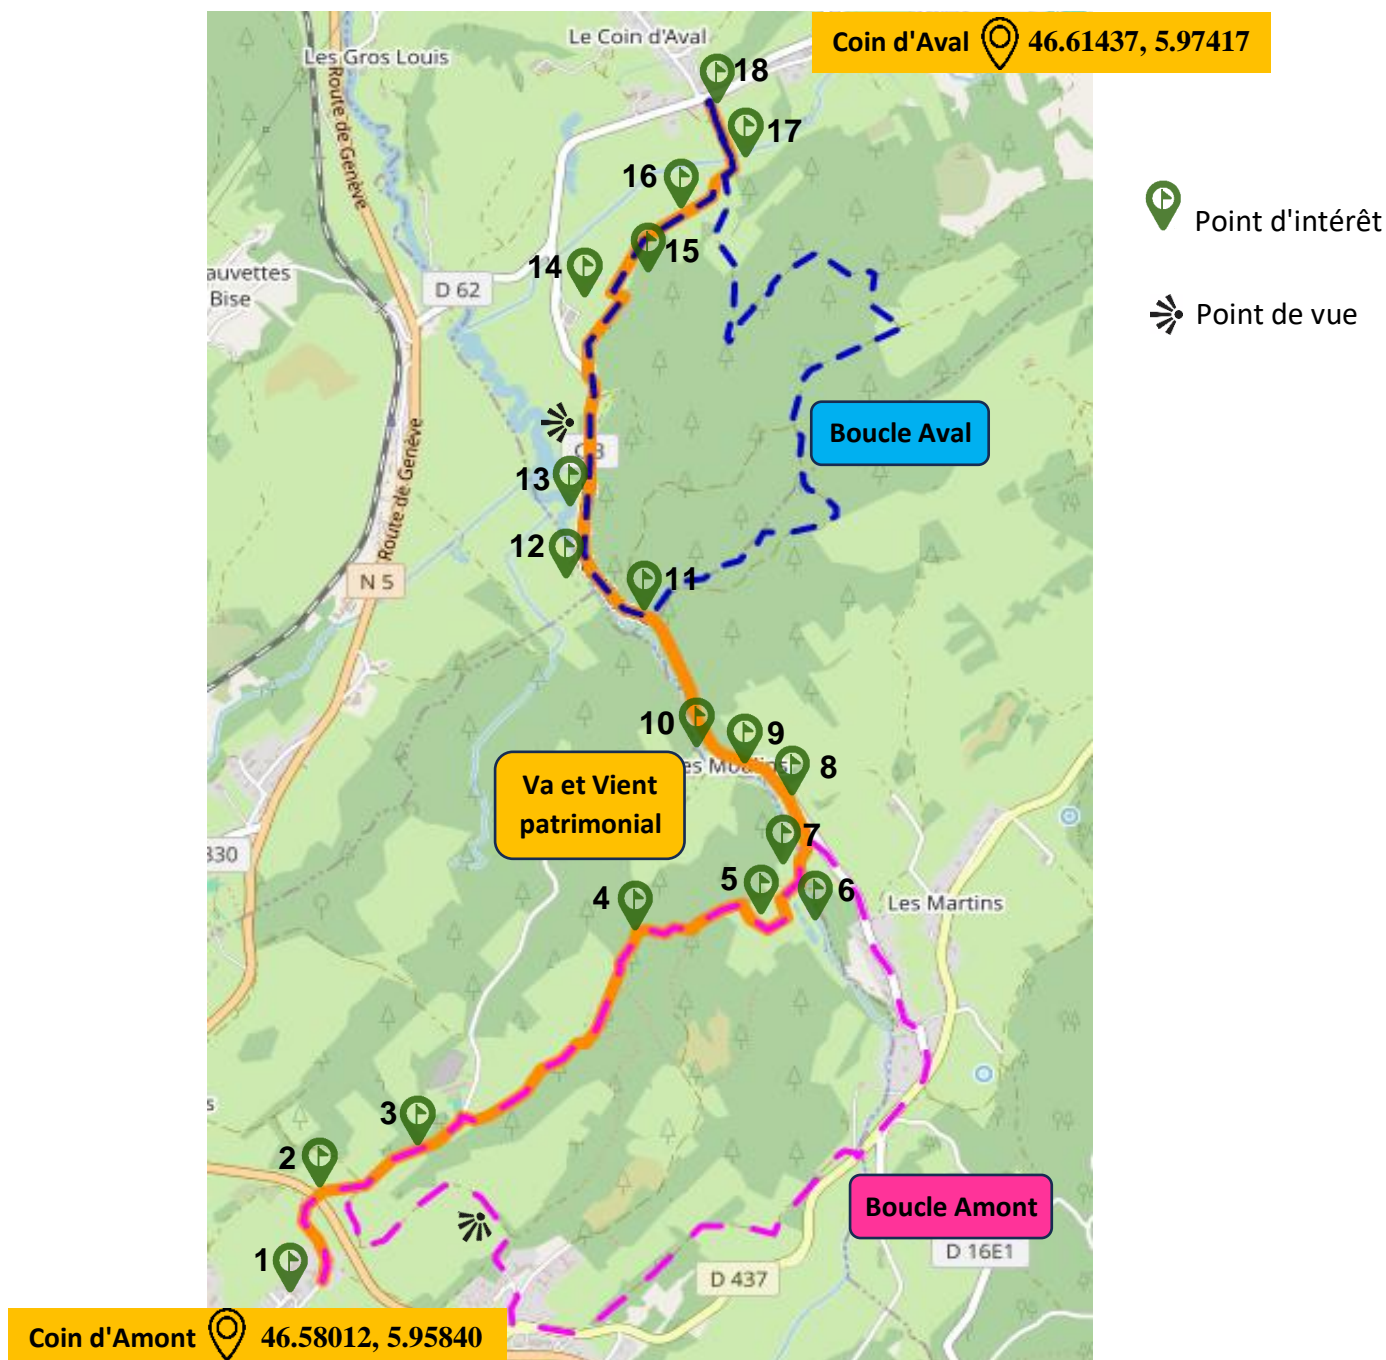 Coin d'Aval 46.61437, 5.97417
Le Coin d'Aval
Les Gros Louis
18
17
Route de Genève
16
Point d'intérêt
15
14
auvettes
Bise
D 62
Point de vue
Boucle Aval
13
Route de Genève
12
11
N 5
10
9
8
Va et Vient
patrimonial
7
330
5
6
4
Les Martins
3
2
Boucle Amont
1
D 16E1
D 437
Coin d'Amont 46.58012, 5.95840